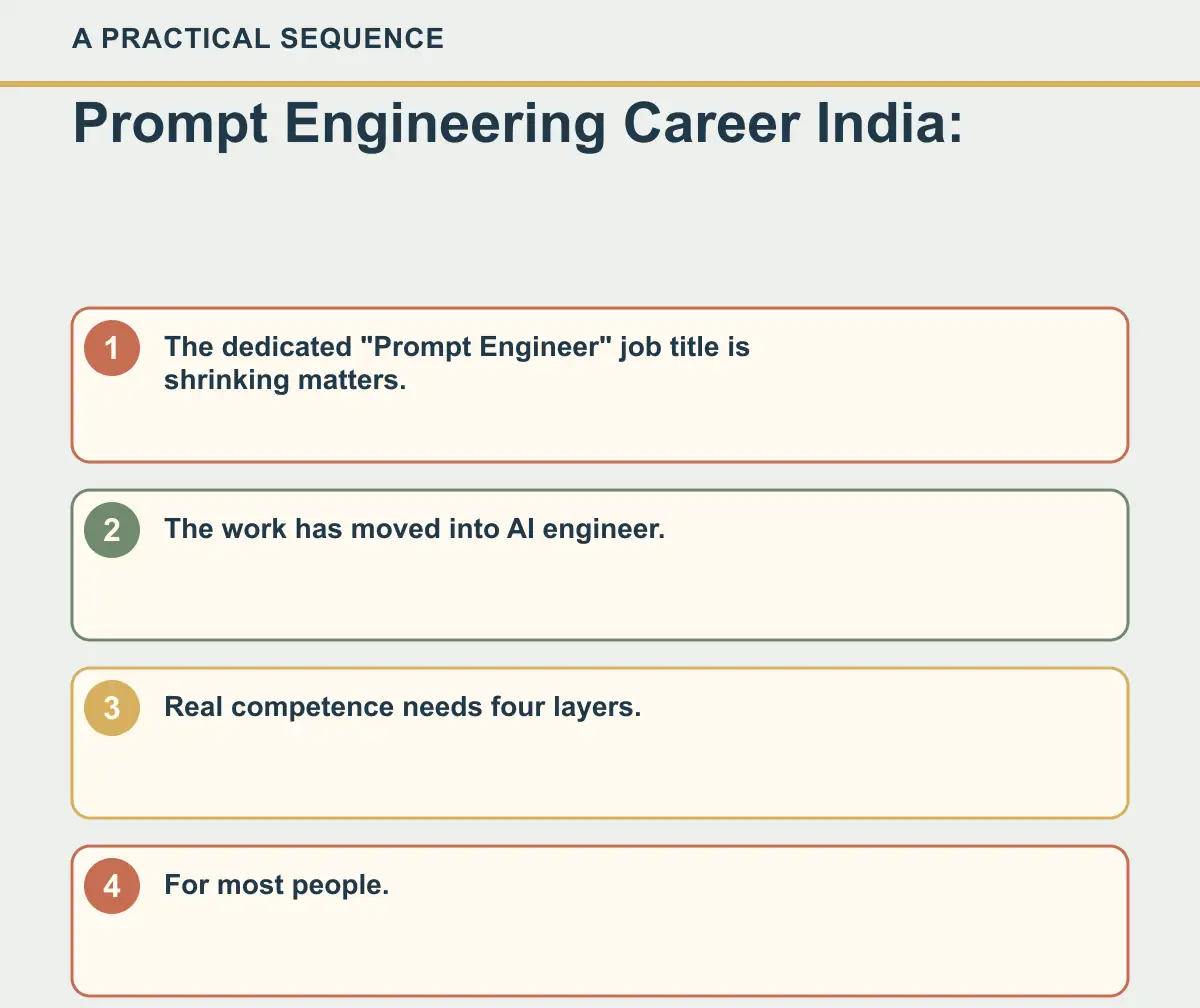 A PRACTICAL SEQUENCE
Prompt Engineering Career India:
1
The dedicated "Prompt Engineer" job title is
shrinking matters.
2
The work has moved into AI engineer.
3
Real competence needs four layers.
4
For most people.